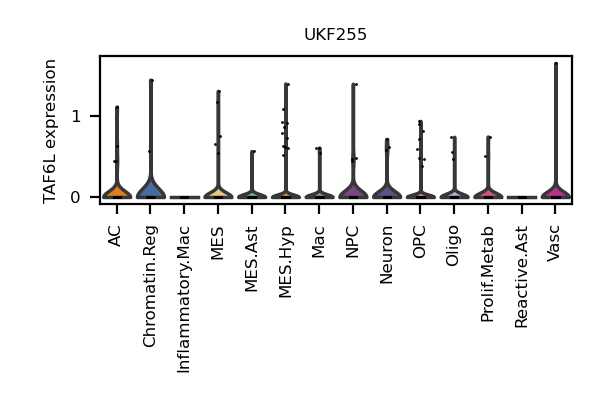 UKF255
TAF6L expression
1
0
AC
Chromatin.Reg
Inflammatory.Mac
MES
MES.Ast
MES.Hyp
Mac
NPC
Neuron
OPC
Oligo
Prolif.Metab
Reactive.Ast
Vasc